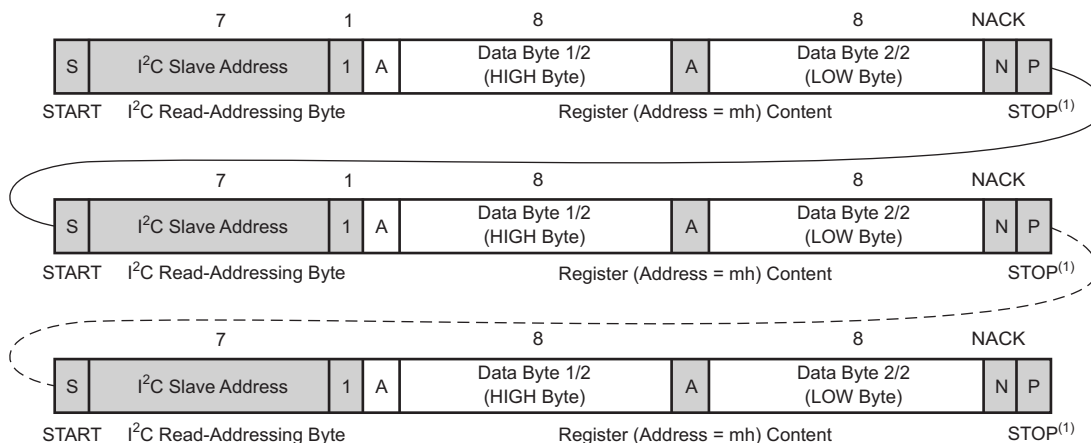 7 1 8 8 NACK
S I²C Slave Address 1 A Data Byte 1/2 (HIGH Byte) A Data Byte 2/2 (LOW Byte) N P
START I²C Read-Addressing Byte Register (Address = mh) Content STOP⁽¹⁾
7 1 8 8 NACK
S I²C Slave Address 1 A Data Byte 1/2 (HIGH Byte) A Data Byte 2/2 (LOW Byte) N P
START I²C Read-Addressing Byte Register (Address = mh) Content STOP⁽¹⁾
7 8 8 NACK
S I²C Slave Address 1 A Data Byte 1/2 (HIGH Byte) A Data Byte 2/2 (LOW Byte) N P
START I²C Read-Addressing Byte Register (Address = mh) Content STOP⁽¹⁾